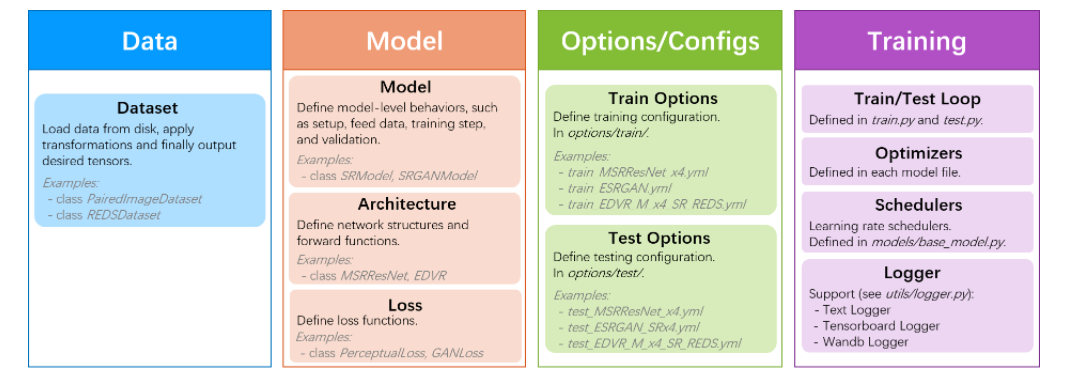 Data
Dataset
Load data from disk, apply
transformations and finally output
desired tensors.
Examples:
- class PairedImageDataset
- class REDSDataset
Model
Model
Define model-level behaviors, such
as setup, feed data, training step,
and validation.
Examples:
- class SRModel, SRGANModel
Architecture
Define network structures and
forward functions.
Examples:
- class MSRResNet, EDVR
Loss
Define loss functions.
Examples:
- class PerceptualLoss, GANLoss
Options/Configs
Train Options
Define training configuration.
In options/train/.
Examples:
- train_MSRResNet_x4.yml
- train_ESRGAN.yml
- train_EDVR_M_x4_SR_REDS.yml
Test Options
Define testing configuration.
In options/test/.
Examples:
- test_MSRResNet_x4.yml
- test_ESRGAN_SRx4.yml
- test_EDVR_M_x4_SR_REDS.yml
Training
Train/Test Loop
Defined in train.py and test.py.
Optimizers
Defined in each model file.
Schedulers
Learning rate schedulers.
Defined in models/base_model.py.
Logger
Support (see utils/logger.py):
- Text Logger
- Tensorboard Logger
- Wandb Logger